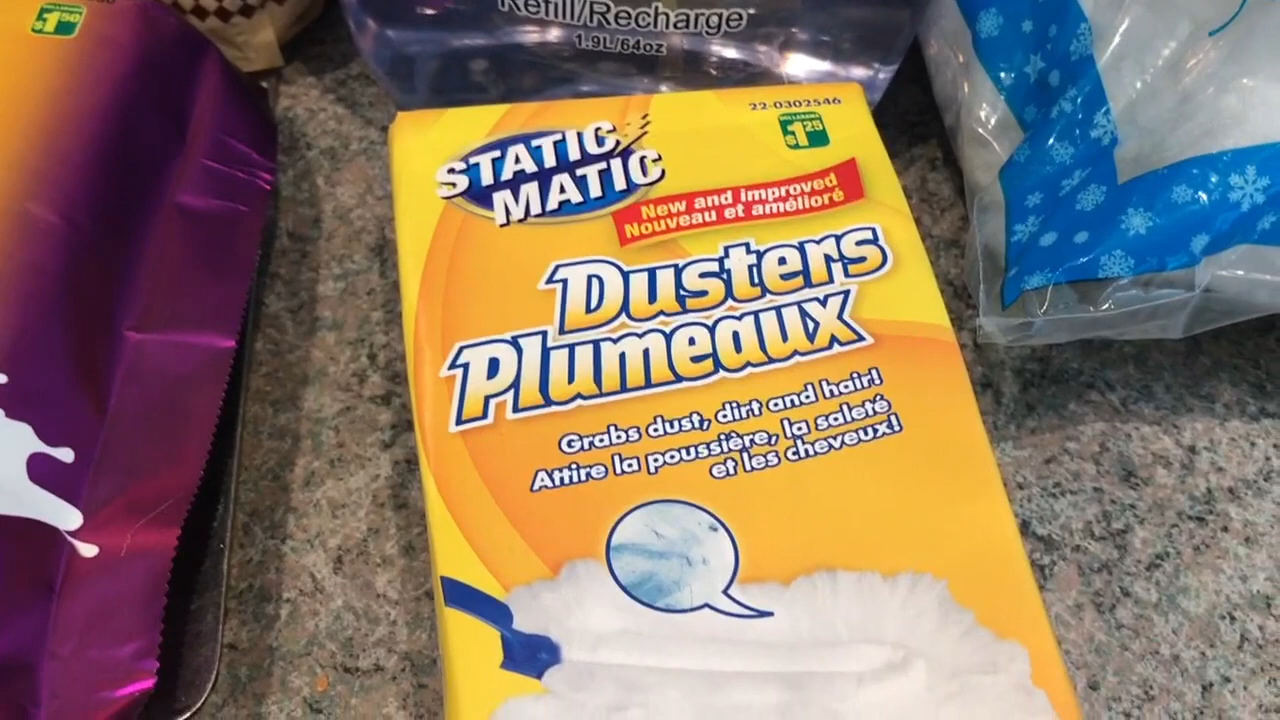 $1.50
Refill/Recharge
1.9L/64oz
22-0302546
DOLLARAMA
$1.25
STATIC
MATIC
New and improved
Nouveau et amélioré
Dusters
Plumeaux
Grabs dust, dirt and hair!
Attire la poussière, la saleté
et les cheveux!